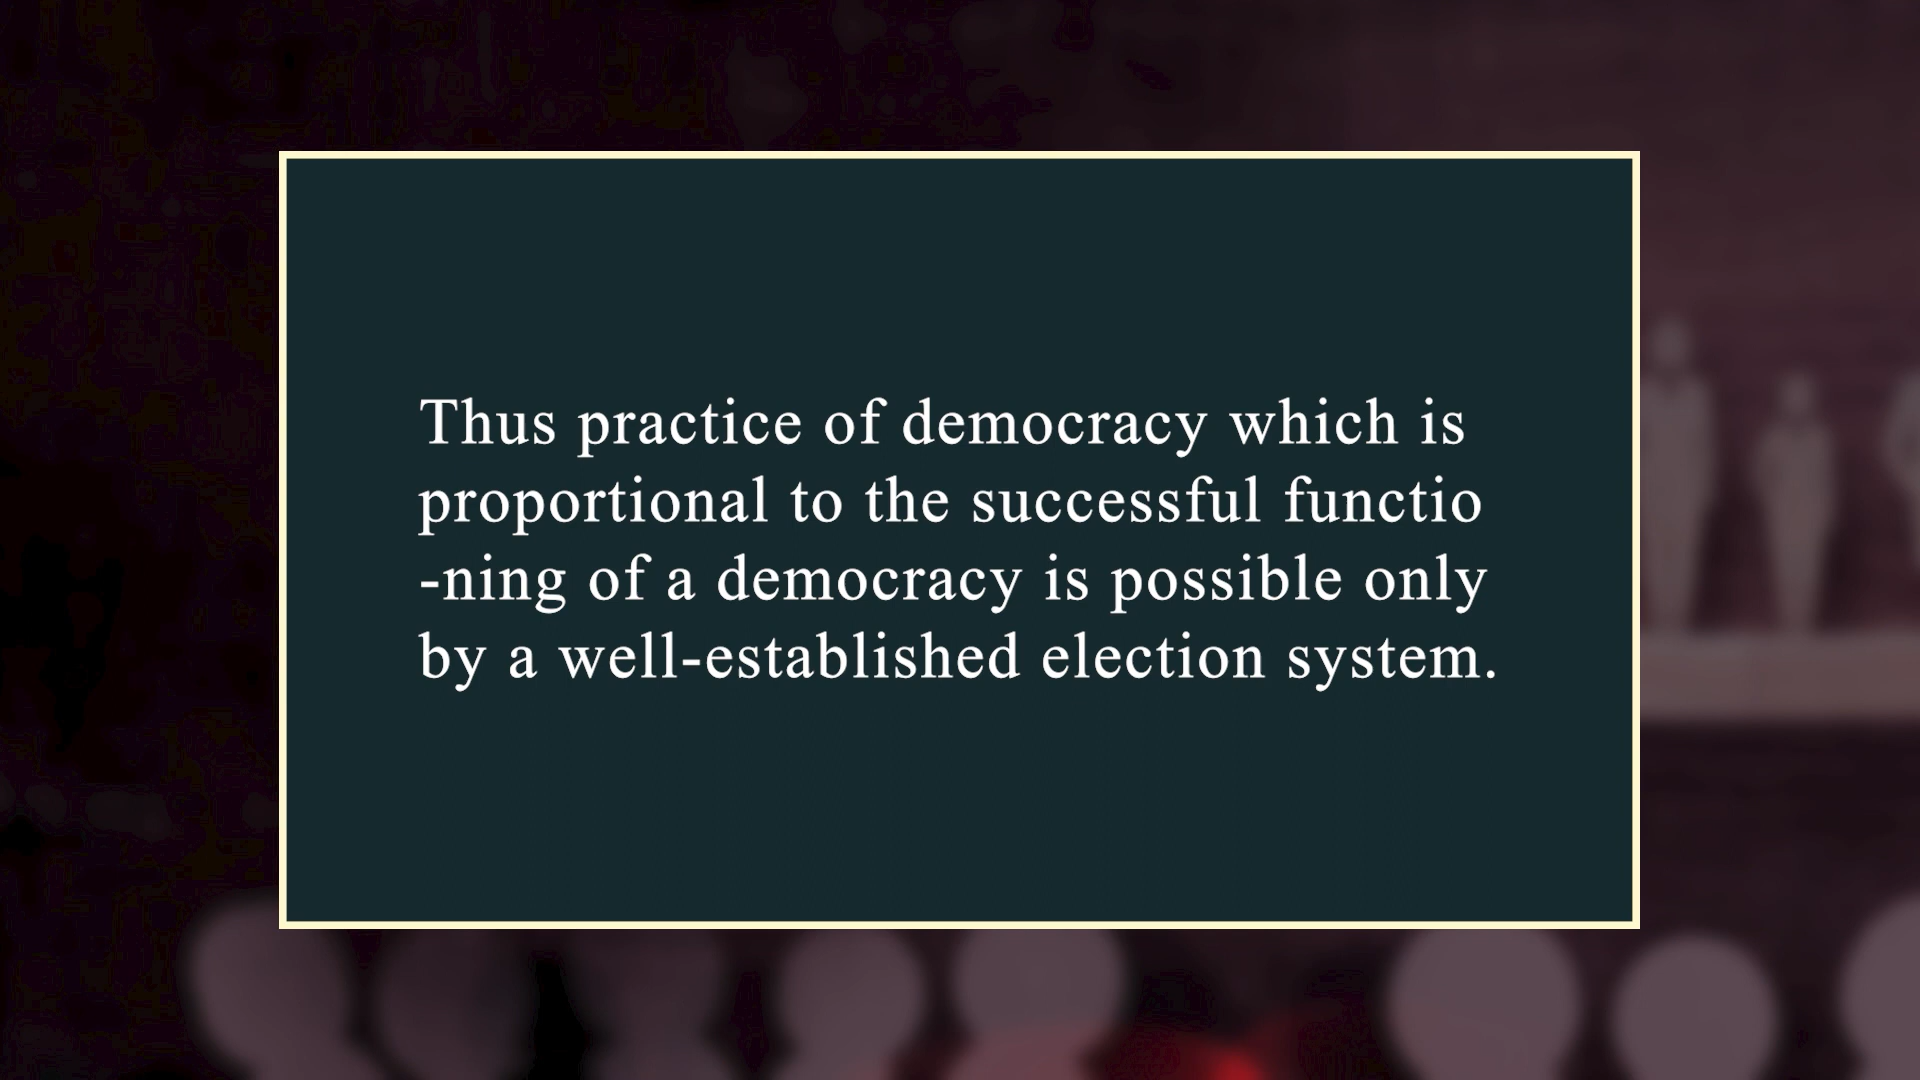 Thus practice of democracy which is
proportional to the successful functio
-ning of a democracy is possible only
by a well-established election system.